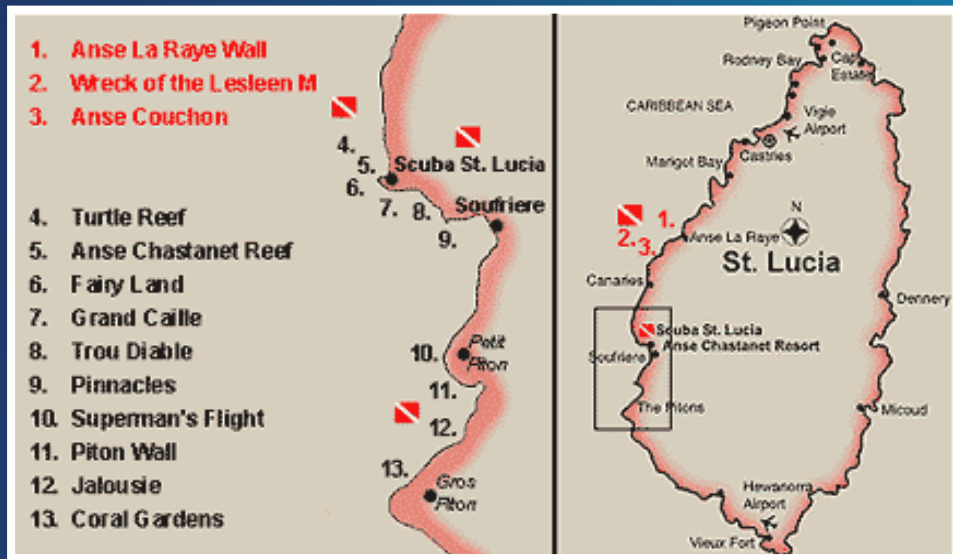 1. Anse La Raye Wall
2. Wreck of the Lesleen M
3. Anse Couchon
4. Turtle Reef
5. Anse Chastanet Reef
6. Fairy Land
7. Grand Caille
8. Trou Diable
9. Pinnacles
10. Superman's Flight
11. Piton Wall
12. Jalousie
13. Coral Gardens
4.
5. Scuba St. Lucia
6.
7.
8. Soufriere
9.
10. Petit
Piton
11.
12.
13. Gros
Piton
Pigeon Point
Rodney Bay
Cap
Estate
CARIBBEAN SEA
Vigie
Airport
Castries
Marigot Bay
N
1.
2.
3.
Anse La Raye
St. Lucia
Canaries
Dennery
Scuba St. Lucia
Anse Chastanet Resort
Soufriere
The Pitons
Micoud
Hewanorra
Airport
Vieux Fort